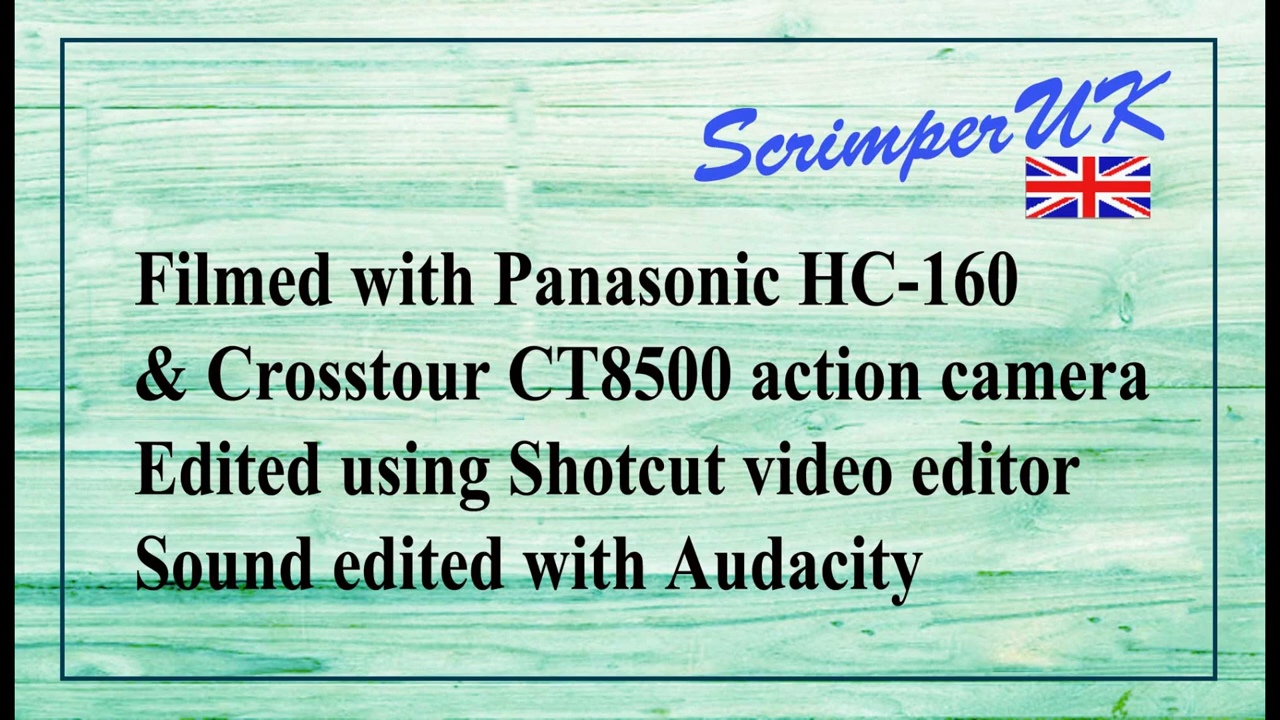 ScrimperUK
Filmed with Panasonic HC-160
& Crosstour CT8500 action camera
Edited using Shotcut video editor
Sound edited with Audacity